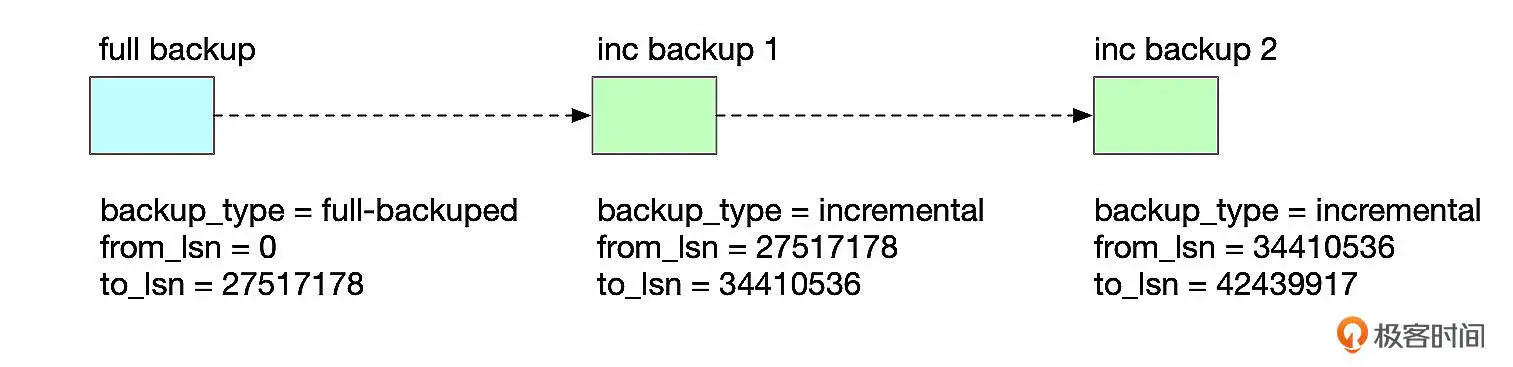 full backup
inc backup 1
inc backup 2
backup_type = full-backuped
from_lsn = 0
to_lsn = 27517178
backup_type = incremental
from_lsn = 27517178
to_lsn = 34410536
backup_type = incremental
from_lsn = 34410536
to_lsn = 42439917
极客时间